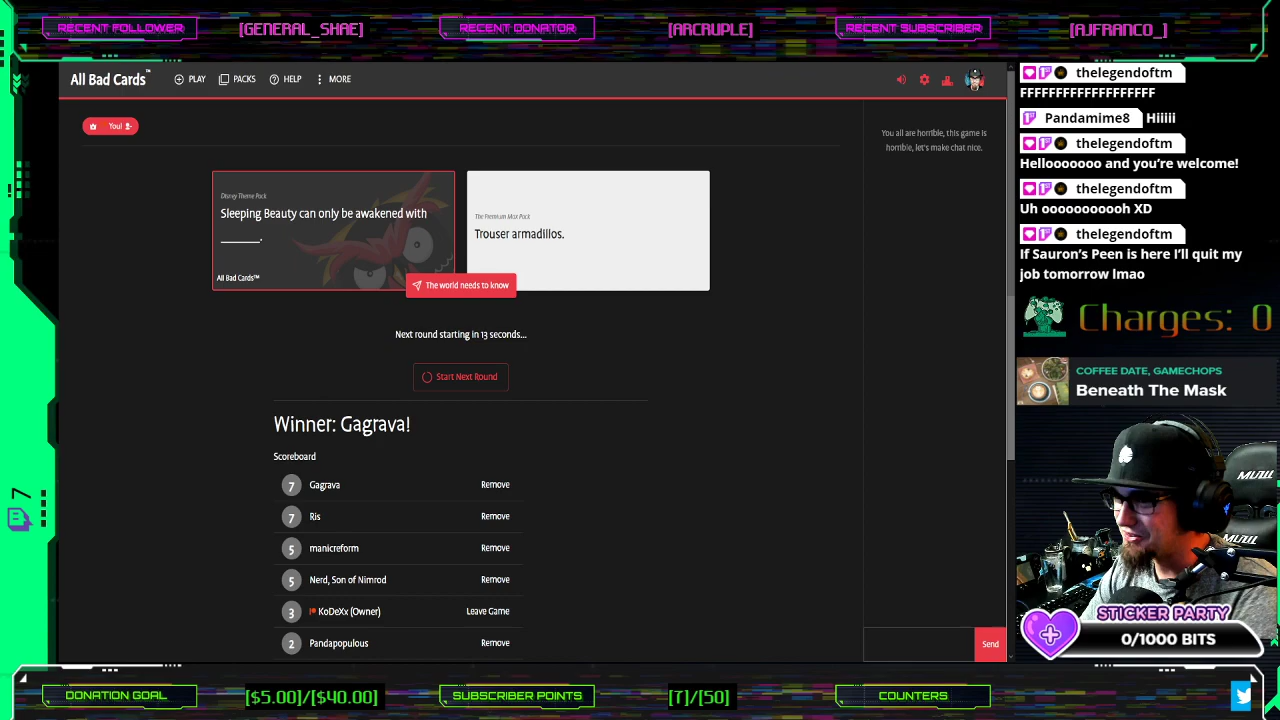 RECENT FOLLOWER
[GENERAL_SHAE]
RECENT DONATOR
[ARCRUPLE]
RECENT SUBSCRIBER
[AJFRANCO_]
All Bad Cards™
PLAY
PACKS
HELP
MORE
You!
You all are horrible, this game is
horrible, let's make chat nice.
Disney Theme Pack
Sleeping Beauty can only be awakened with
______.
All Bad Cards™
The Premium Max Pack
Trouser armadillos.
The world needs to know
Next round starting in 13 seconds...
Start Next Round
Winner: Gagrava!
Scoreboard
7 Gagrava Remove
7 Ris Remove
5 manicreform Remove
5 Nerd, Son of Nimrod Remove
3 KoDeXx (Owner) Leave Game
2 Pandapopulous Remove
Send
thelegendoftm
FFFFFFFFFFFFFFFFFFF
Pandamime8 Hiiiii
thelegendoftm
Hellooooooo and you're welcome!
thelegendoftm
Uh ooooooooooh XD
thelegendoftm
If Sauron's Peen is here I'll quit my
job tomorrow lmao
Charges: 0
COFFEE DATE, GAMECHOPS
Beneath The Mask
STICKER PARTY
0/1000 BITS
7
DONATION GOAL
[$5.00]/[$40.00]
SUBSCRIBER POINTS
[7]/[50]
COUNTERS